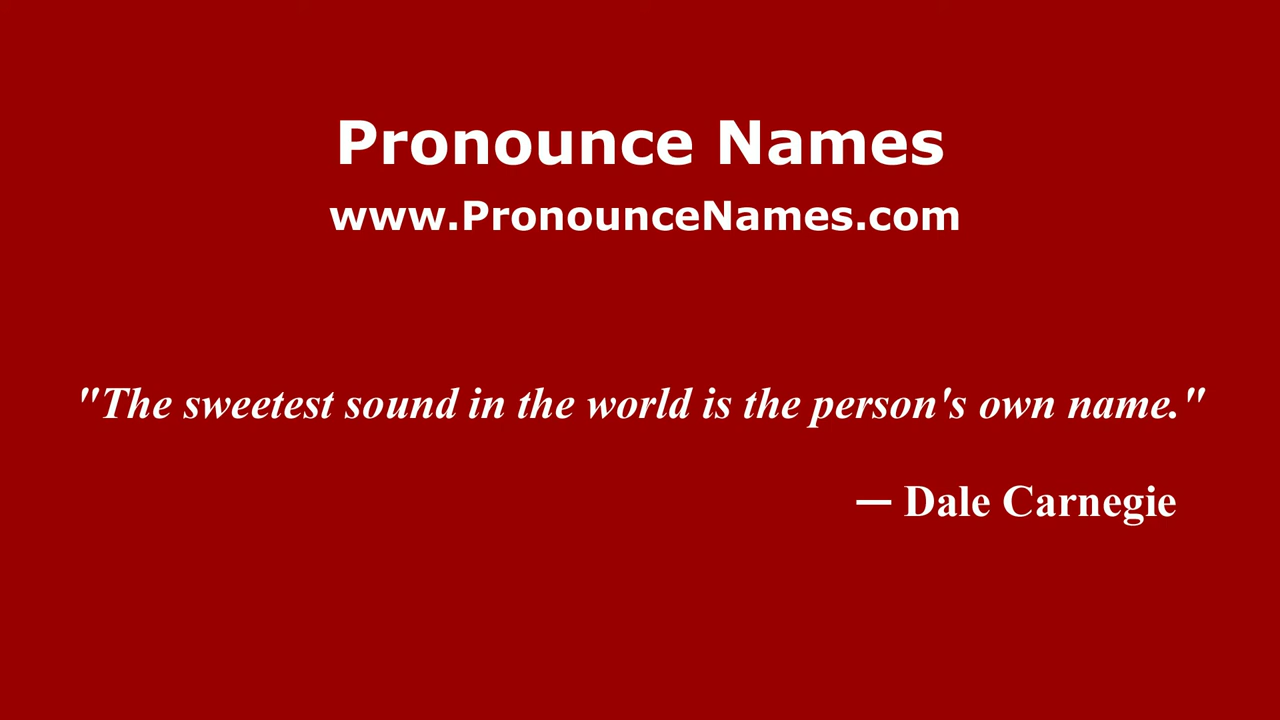 Pronounce Names
www.PronounceNames.com
"The sweetest sound in the world is the person's own name."
— Dale Carnegie